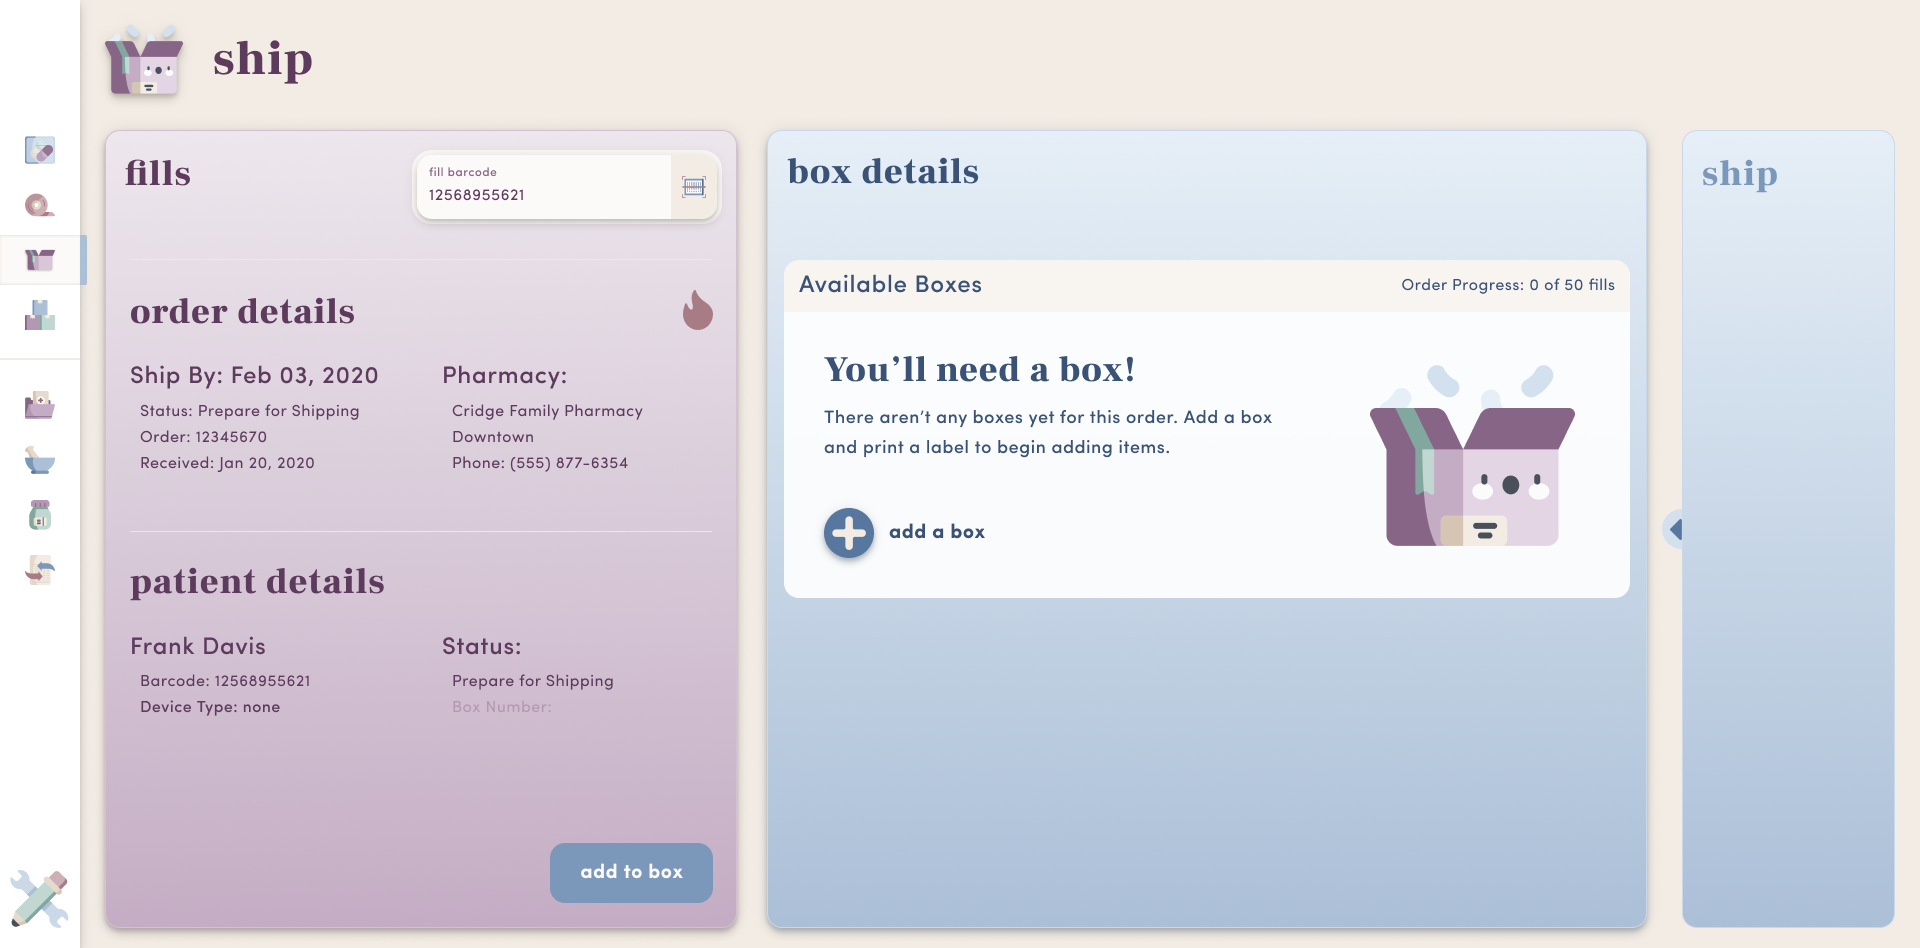 ship
fills
fill barcode
12568955621
order details
Ship By: Feb 03, 2020
Status: Prepare for Shipping
Order: 12345670
Received: Jan 20, 2020
Pharmacy:
Cridge Family Pharmacy
Downtown
Phone: (555) 877-6354
patient details
Frank Davis
Barcode: 12568955621
Device Type: none
Status:
Prepare for Shipping
Box Number:
add to box
box details
Available Boxes
Order Progress: 0 of 50 fills
You’ll need a box!
There aren’t any boxes yet for this order. Add a box
and print a label to begin adding items.
add a box
ship